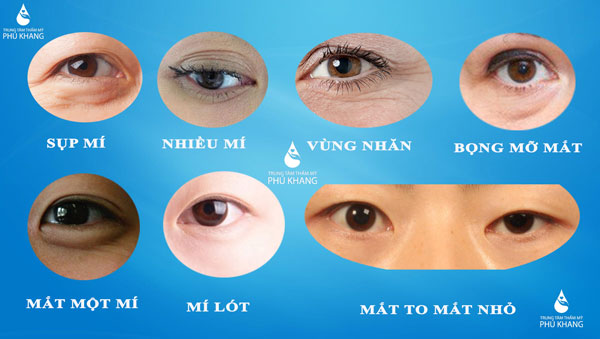 TRUNG TÂM THẨM MỸ
PHÚ KHANG
SỤP MÍ
NHIỀU MÍ
VÙNG NHĂN
BỌNG MỠ MẮT
TRUNG TÂM THẨM MỸ
PHÚ KHANG
MẮT MỘT MÍ
MÍ LÓT
MẮT TO MẮT NHỎ
TRUNG TÂM THẨM MỸ
PHÚ KHANG